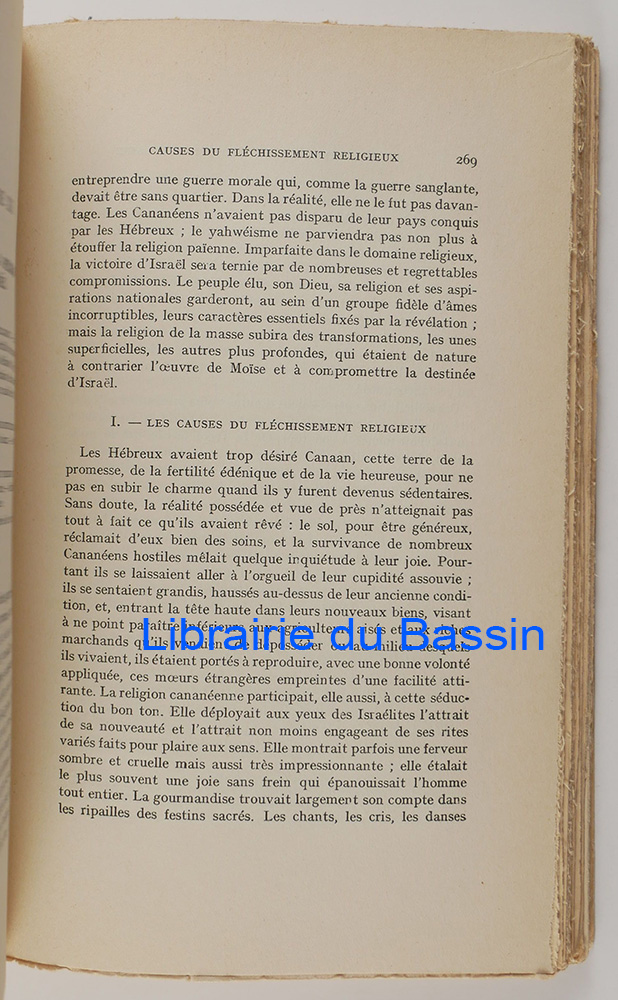 CAUSES DU FLÉCHISSEMENT RELIGIEUX 269
entreprendre une guerre morale qui, comme la guerre sanglante,
devait être sans quartier. Dans la réalité, elle ne le fut pas davan-
tage. Les Cananéens n'avaient pas disparu de leur pays conquis
par les Hébreux ; le yahwéisme ne parviendra pas non plus à
étouffer la religion païenne. Imparfaite dans le domaine religieux,
la victoire d'Israël sera ternie par de nombreuses et regrettables
compromissions. Le peuple élu, son Dieu, sa religion et ses aspi-
rations nationales garderont, au sein d'un groupe fidèle d'âmes
incorruptibles, leurs caractères essentiels fixés par la révélation ;
mais la religion de la masse subira des transformations, les unes
superficielles, les autres plus profondes, qui étaient de nature
à contrarier l'œuvre de Moïse et à compromettre la destinée
d'Israël.
I. — LES CAUSES DU FLÉCHISSEMENT RELIGIEUX
Les Hébreux avaient trop désiré Canaan, cette terre de la
promesse, de la fertilité édénique et de la vie heureuse, pour ne
pas en subir le charme quand ils y furent devenus sédentaires.
Sans doute, la réalité possédée et vue de près n'atteignait pas
tout à fait ce qu'ils avaient rêvé : le sol, pour être généreux,
réclamait d'eux bien des soins, et la survivance de nombreux
Cananéens hostiles mêlait quelque inquiétude à leur joie. Pour-
tant ils se laissaient aller à l'orgueil de leur cupidité assouvie ;
ils se sentaient grandis, haussés au-dessus de leur ancienne condi-
tion, et, entrant la tête haute dans leurs nouveaux biens, visant
à ne point paraître inférieurs aux agriculteurs aisés et aux riches
Librairie du Bassin
marchands qu'ils venaient de déposséder ou au milieu desquels
ils vivaient, ils étaient portés à reproduire, avec une bonne volonté
appliquée, ces mœurs étrangères empreintes d'une facilité atti-
rante. La religion cananéenne participait, elle aussi, à cette séduc-
tion du bon ton. Elle déployait aux yeux des Israélites l'attrait
de sa nouveauté et l'attrait non moins engageant de ses rites
variés faits pour plaire aux sens. Elle montrait parfois une ferveur
sombre et cruelle mais aussi très impressionnante ; elle étalait
le plus souvent une joie sans frein qui épanouissait l'homme
tout entier. La gourmandise trouvait largement son compte dans
les ripailles des festins sacrés. Les chants, les cris, les danses